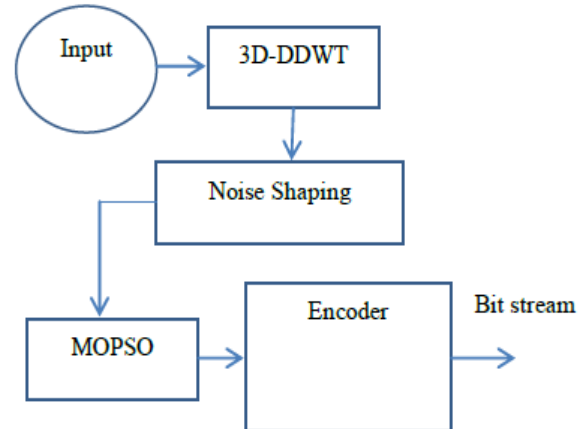 Input
3D-DDWT
Noise Shaping
MOPSO
Encoder
Bit stream